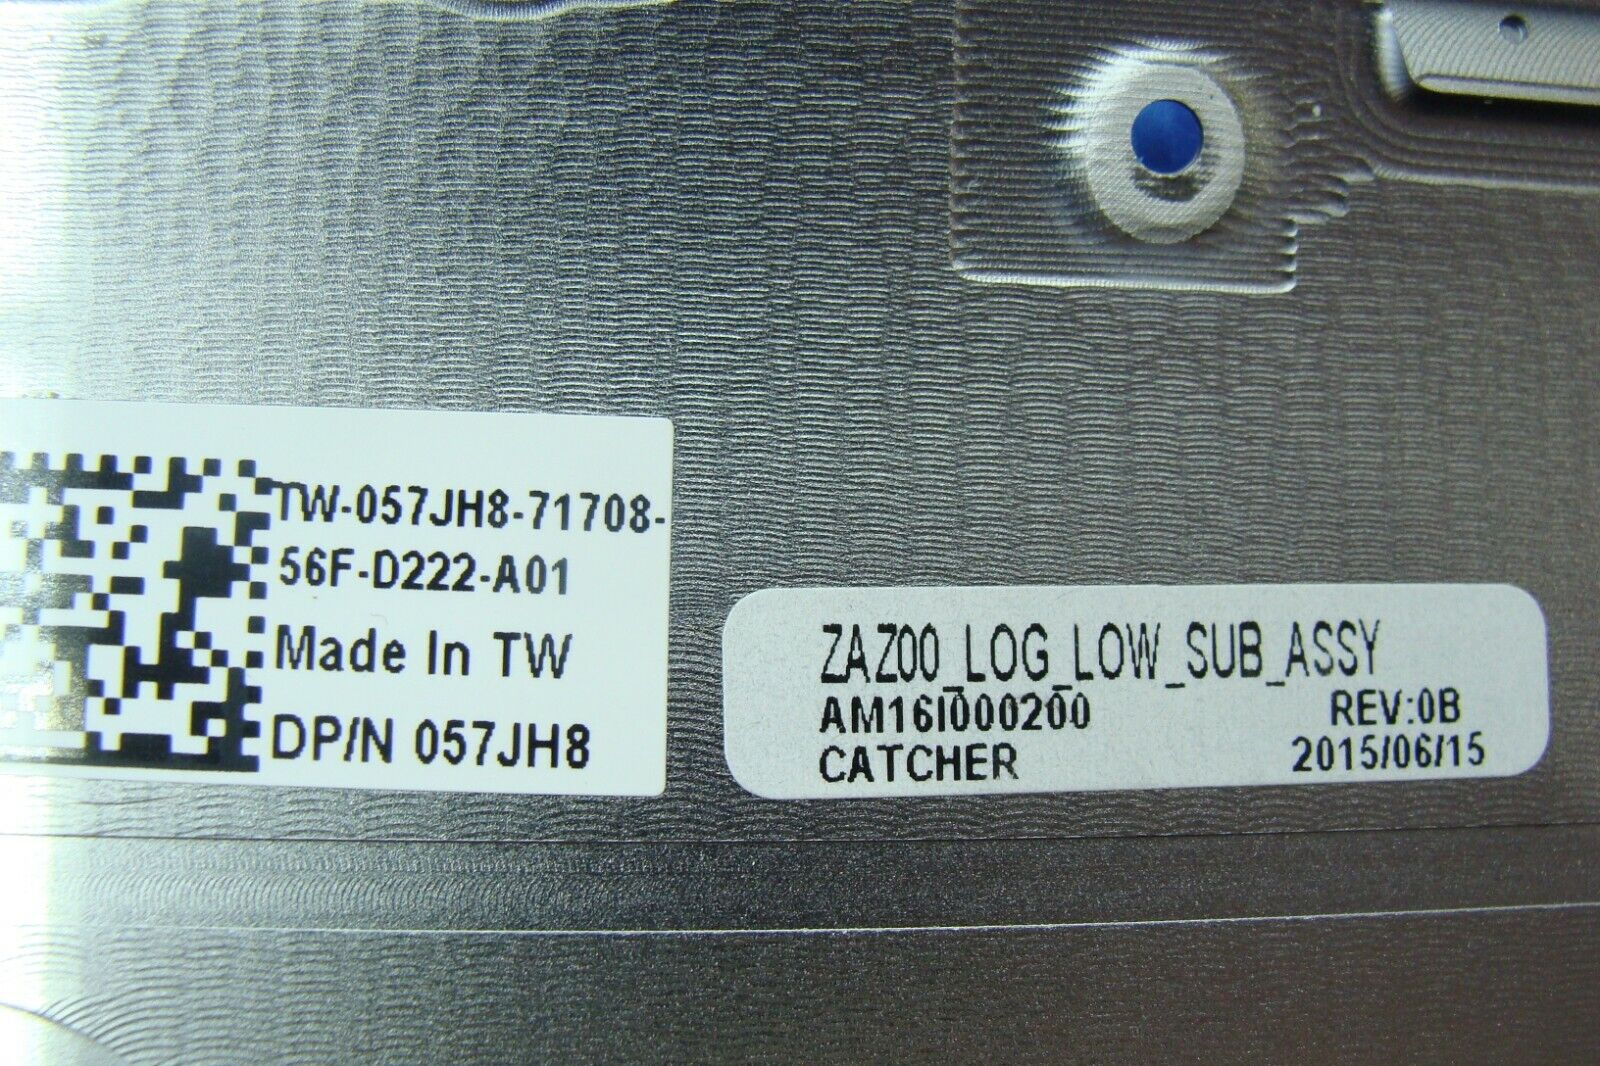 TW-057JH8-71708-
56F-D222-A01
Made In TW
DP/N 057JH8
ZAZ00_LOG_LOW_SUB_ASSY
AM16I000200 REV:0B
CATCHER 2015/06/15